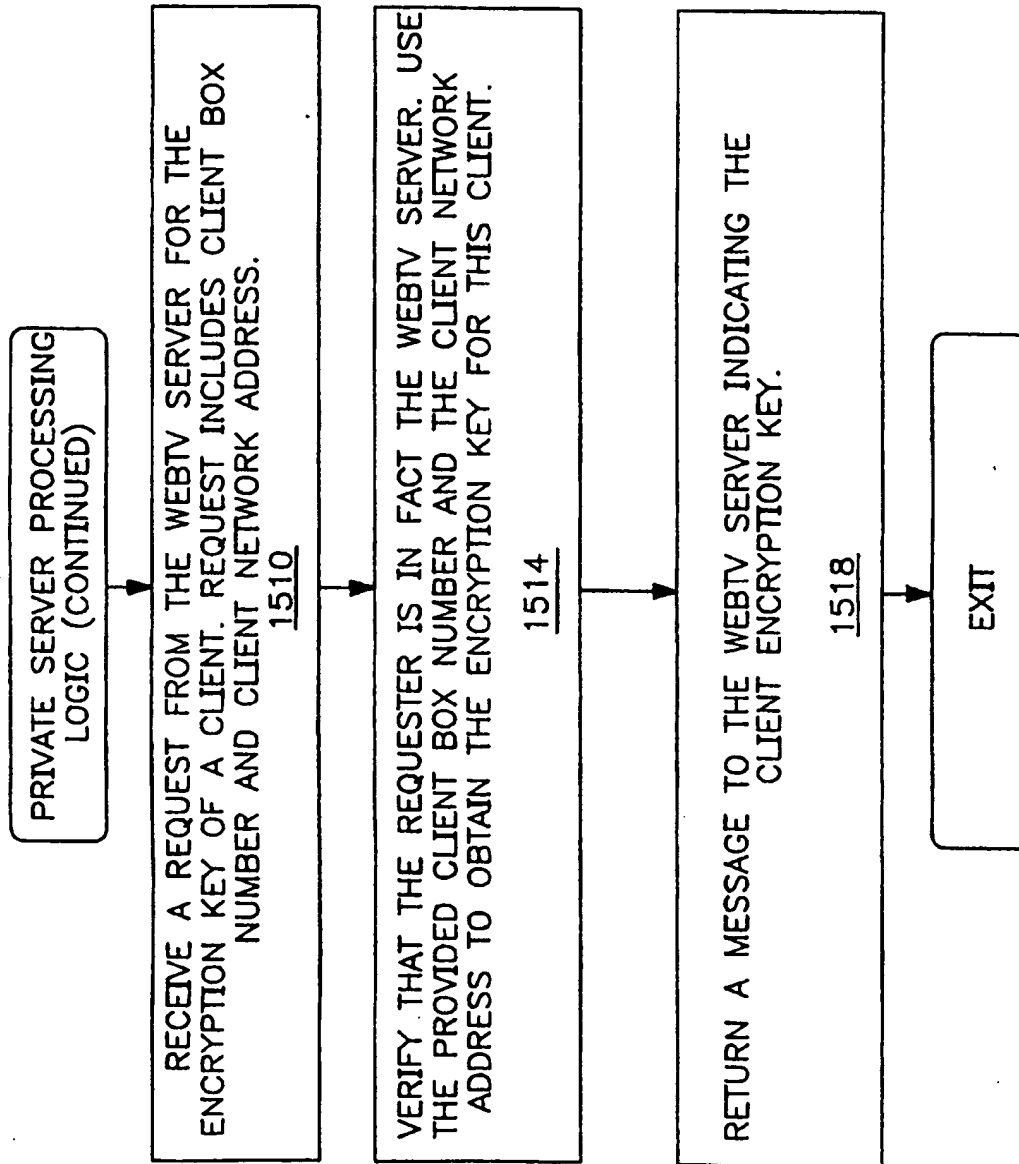 PRIVATE SERVER PROCESSING
LOGIC (CONTINUED)
RECEIVE A REQUEST FROM THE WEBTV SERVER FOR THE
ENCRYPTION KEY OF A CLIENT. REQUEST INCLUDES CLIENT BOX
NUMBER AND CLIENT NETWORK ADDRESS.
1510
VERIFY THAT THE REQUESTER IS IN FACT THE WEBTV SERVER. USE
THE PROVIDED CLIENT BOX NUMBER AND THE CLIENT NETWORK
ADDRESS TO OBTAIN THE ENCRYPTION KEY FOR THIS CLIENT.
1514
RETURN A MESSAGE TO THE WEBTV SERVER INDICATING THE
CLIENT ENCRYPTION KEY.
1518
EXIT